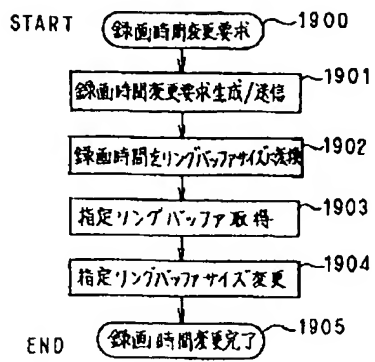 START 録画時間変更要求 1900
録画時間変更要求生成/送信 1901
録画時間をリングバッファサイズに変換 1902
指定リングバッファ取得 1903
指定リングバッファサイズ変更 1904
END 録画時間変更完了 1905